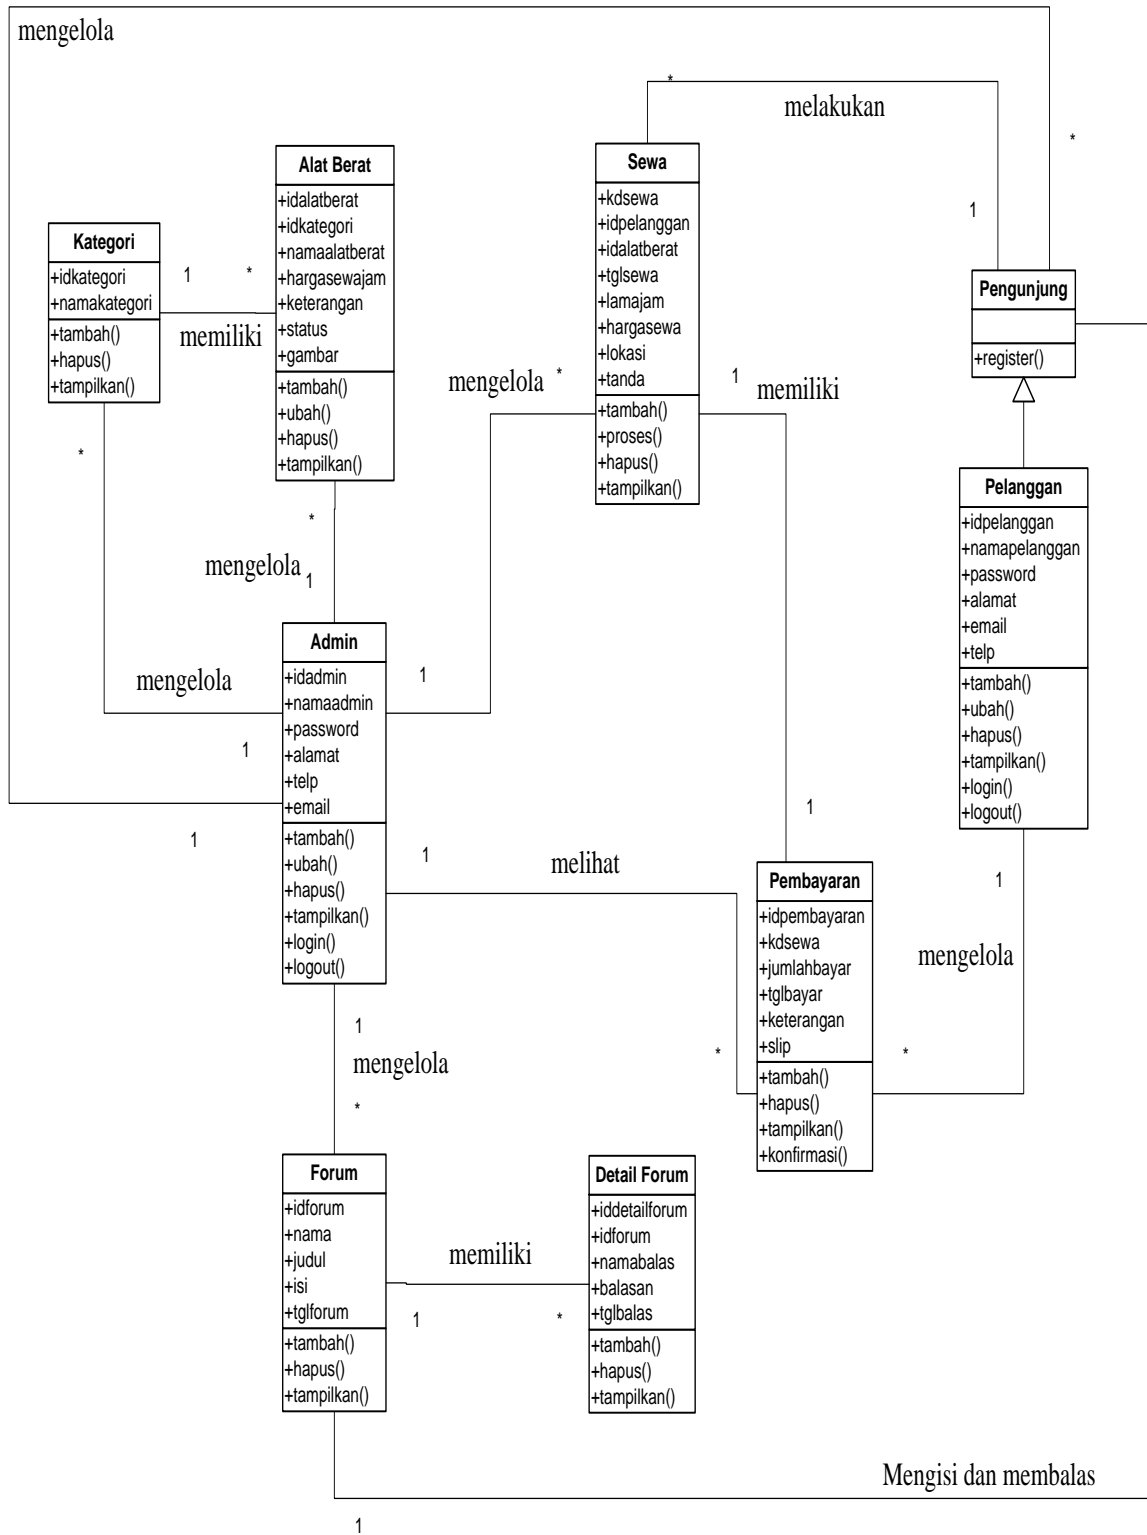 mengelola
*
melakukan
*
1
Alat Berat
+idalatberat
+idkategori
+namaalatberat
+hargasewajam
+keterangan
+status
+gambar
+tambah()
+ubah()
+hapus()
+tampilkan()
Sewa
+kdsewa
+idpelanggan
+idalatberat
+tglsewa
+lamajam
+hargasewa
+lokasi
+tanda
+tambah()
+proses()
+hapus()
+tampilkan()
Kategori
+idkategori
+namakategori
+tambah()
+hapus()
+tampilkan()
1
*
memiliki
Pengunjung
+register()
mengelola
*
1
memiliki
*
*
mengelola
1
Pelanggan
+idpelanggan
+namapelanggan
+password
+alamat
+email
+telp
+tambah()
+ubah()
+hapus()
+tampilkan()
+login()
+logout()
Admin
+idadmin
+namaadmin
+password
+alamat
+telp
+email
+tambah()
+ubah()
+hapus()
+tampilkan()
+login()
+logout()
mengelola
1
1
1
1
melihat
1
Pembayaran
+idpembayaran
+kdsewa
+jumlahbayar
+tglbayar
+keterangan
+slip
+tambah()
+hapus()
+tampilkan()
+konfirmasi()
1
mengelola
*
*
1
mengelola
*
Forum
+idforum
+nama
+judul
+isi
+tglforum
+tambah()
+hapus()
+tampilkan()
memiliki
1
*
Detail Forum
+iddetailforum
+idforum
+namabalas
+balasan
+tglbalas
+tambah()
+hapus()
+tampilkan()
Mengisi dan membalas
1